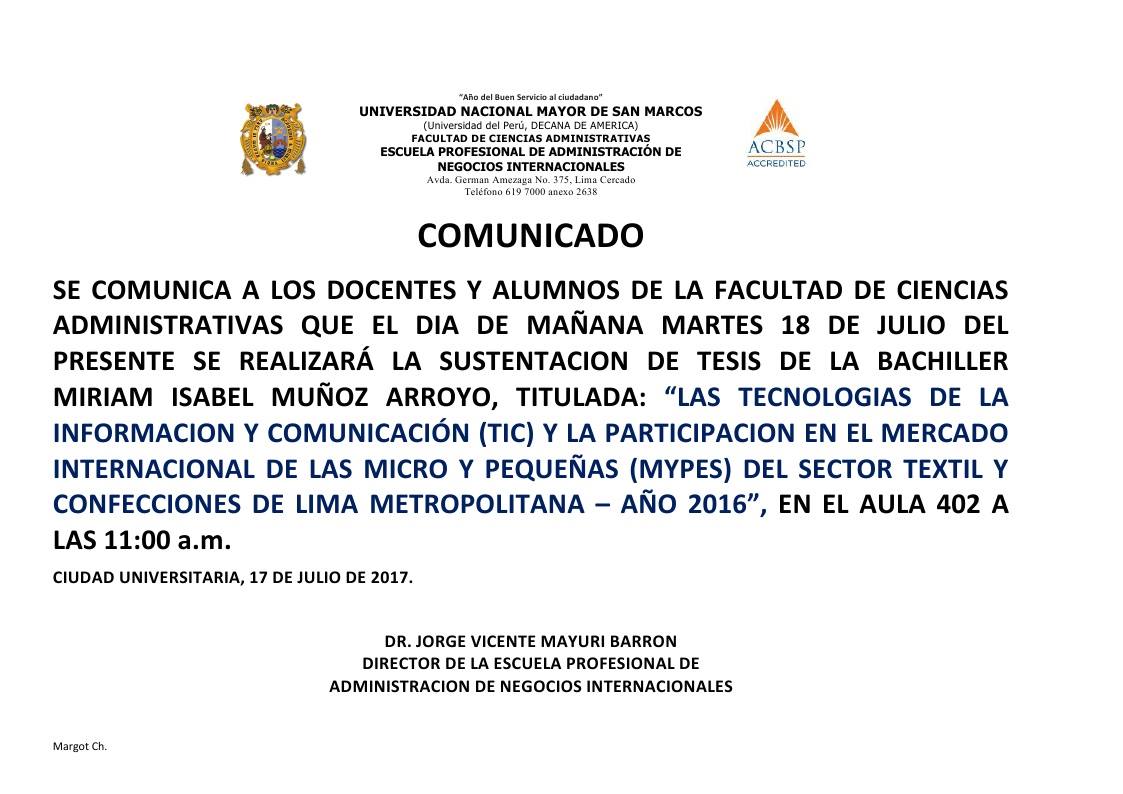 “Año del Buen Servicio al ciudadano”
UNIVERSIDAD NACIONAL MAYOR DE SAN MARCOS
(Universidad del Perú, DECANA DE AMERICA)
FACULTAD DE CIENCIAS ADMINISTRATIVAS
ESCUELA PROFESIONAL DE ADMINISTRACIÓN DE
NEGOCIOS INTERNACIONALES
Avda. German Amezaga No. 375, Lima Cercado
Teléfono 619 7000 anexo 2638
ACBSP
ACCREDITED
COMUNICADO
SE COMUNICA A LOS DOCENTES Y ALUMNOS DE LA FACULTAD DE CIENCIAS
ADMINISTRATIVAS QUE EL DIA DE MAÑANA MARTES 18 DE JULIO DEL
PRESENTE SE REALIZARÁ LA SUSTENTACION DE TESIS DE LA BACHILLER
MIRIAM ISABEL MUÑOZ ARROYO, TITULADA: “LAS TECNOLOGIAS DE LA
INFORMACION Y COMUNICACIÓN (TIC) Y LA PARTICIPACION EN EL MERCADO
INTERNACIONAL DE LAS MICRO Y PEQUEÑAS (MYPES) DEL SECTOR TEXTIL Y
CONFECCIONES DE LIMA METROPOLITANA – AÑO 2016”, EN EL AULA 402 A
LAS 11:00 a.m.
CIUDAD UNIVERSITARIA, 17 DE JULIO DE 2017.
DR. JORGE VICENTE MAYURI BARRON
DIRECTOR DE LA ESCUELA PROFESIONAL DE
ADMINISTRACION DE NEGOCIOS INTERNACIONALES
Margot Ch.